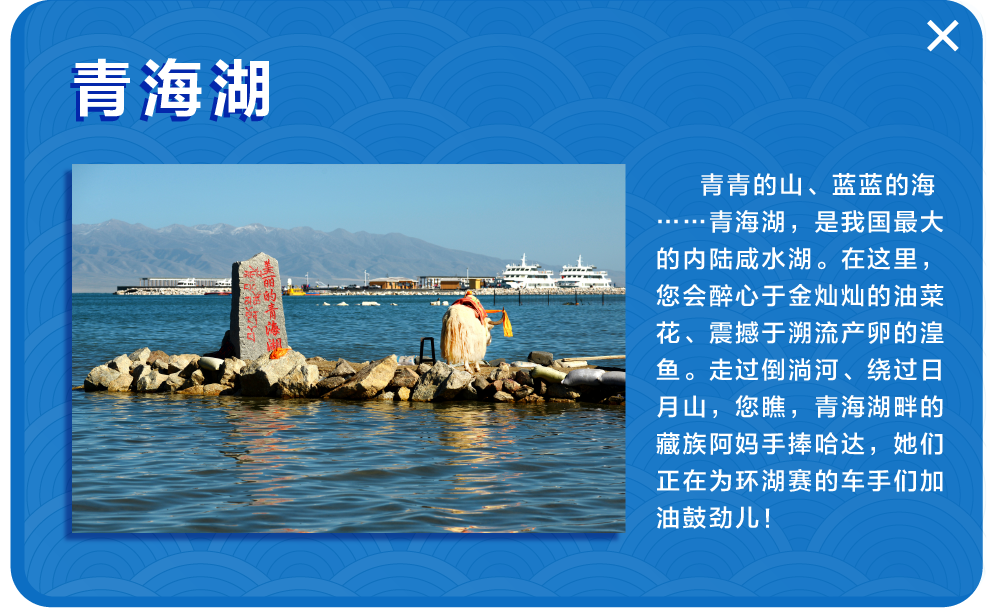 青海湖
美丽的青海湖
青青的山、蓝蓝的海
……青海湖，是我国最大
的内陆咸水湖。在这里，
您会醉心于金灿灿的油菜
花、震撼于溯流产卵的湟
鱼。走过倒淌河、绕过日
月山，您瞧，青海湖畔的
藏族阿妈手捧哈达，她们
正在为环湖赛的车手们加
油鼓劲儿！